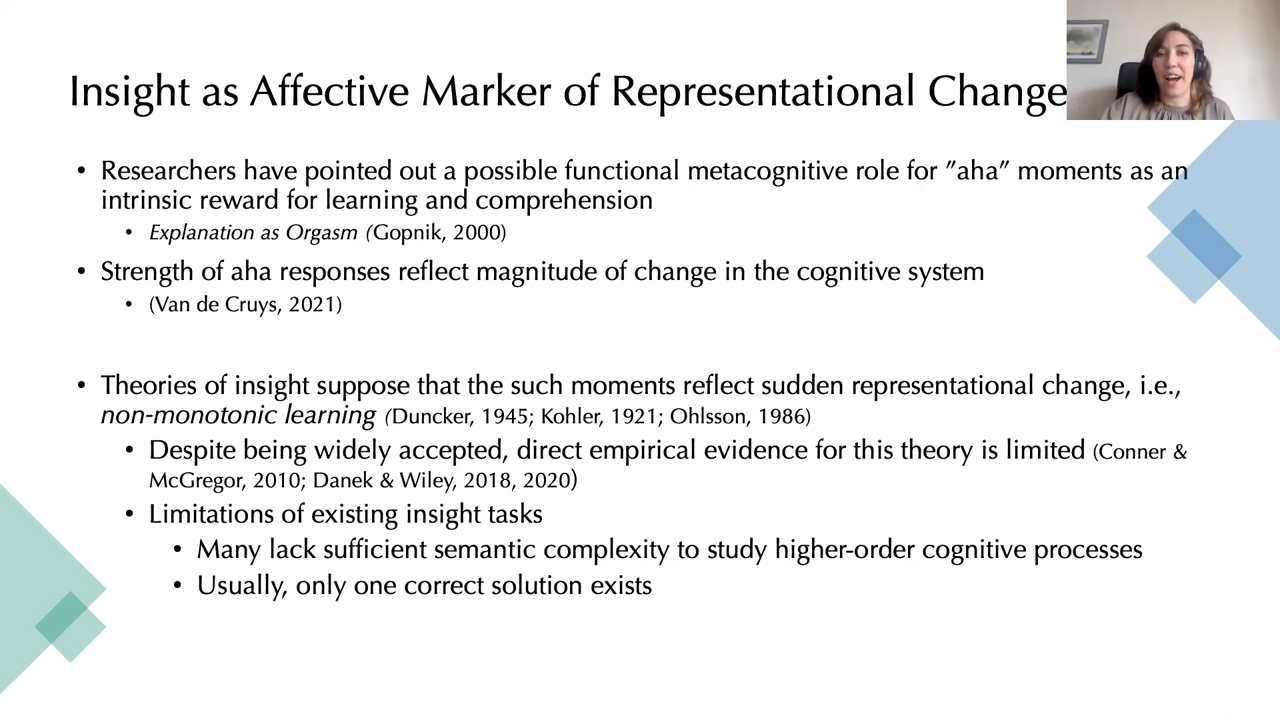 Insight as Affective Marker of Representational Change
• Researchers have pointed out a possible functional metacognitive role for ”aha” moments as an
intrinsic reward for learning and comprehension
• Explanation as Orgasm (Gopnik, 2000)
• Strength of aha responses reflect magnitude of change in the cognitive system
• (Van de Cruys, 2021)
• Theories of insight suppose that the such moments reflect sudden representational change, i.e.,
non-monotonic learning (Duncker, 1945; Kohler, 1921; Ohlsson, 1986)
• Despite being widely accepted, direct empirical evidence for this theory is limited (Conner &
McGregor, 2010; Danek & Wiley, 2018, 2020)
• Limitations of existing insight tasks
• Many lack sufficient semantic complexity to study higher-order cognitive processes
• Usually, only one correct solution exists